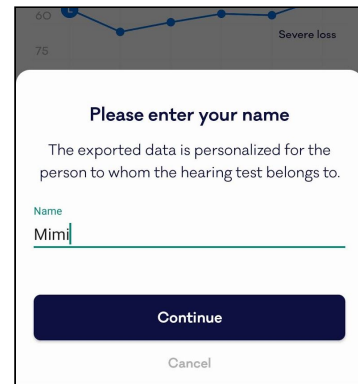 60
L
Severe loss
75
Please enter your name
The exported data is personalized for the
person to whom the hearing test belongs to.
Name
Mimi
Continue
Cancel